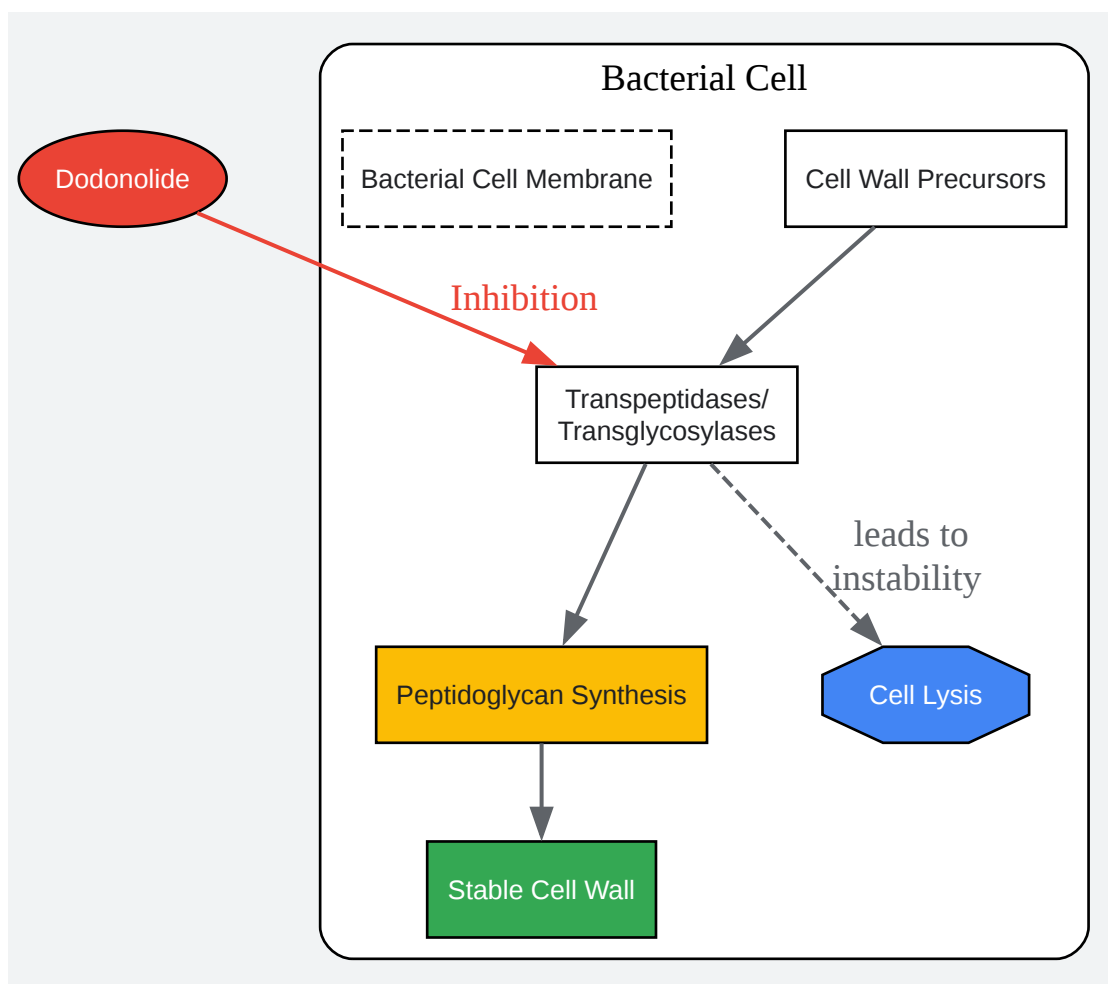 Bacterial Cell
Dodonolide
Bacterial Cell Membrane
Cell Wall Precursors
Inhibition
Transpeptidases/
Transglycosylases
leads to
instability
Peptidoglycan Synthesis
Cell Lysis
Stable Cell Wall